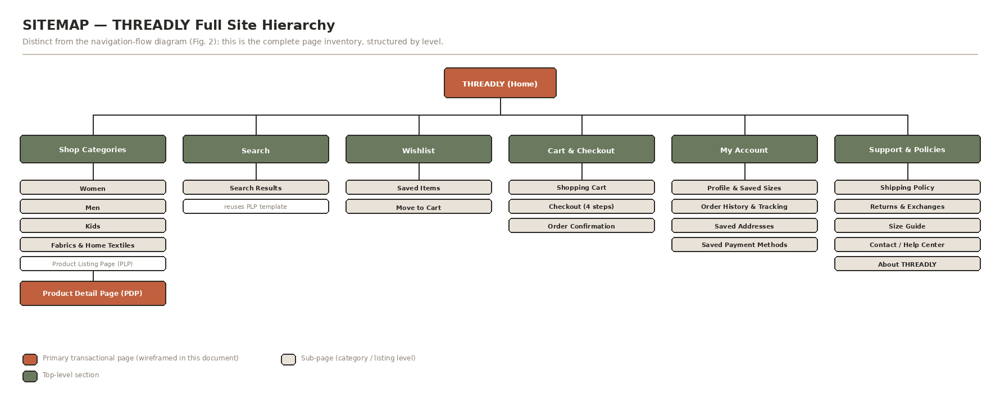 SITEMAP — THREADLY Full Site Hierarchy
Distinct from the navigation-flow diagram (Fig. 2): this is the complete page inventory, structured by level.
THREADLY (Home)
Shop Categories
Search
Wishlist
Cart & Checkout
My Account
Support & Policies
Women
Men
Kids
Fabrics & Home Textiles
Product Listing Page (PLP)
Product Detail Page (PDP)
Search Results
reuses PLP template
Saved Items
Move to Cart
Shopping Cart
Checkout (4 steps)
Order Confirmation
Profile & Saved Sizes
Order History & Tracking
Saved Addresses
Saved Payment Methods
Shipping Policy
Returns & Exchanges
Size Guide
Contact / Help Center
About THREADLY
Primary transactional page (wireframed in this document)
Sub-page (category / listing level)
Top-level section